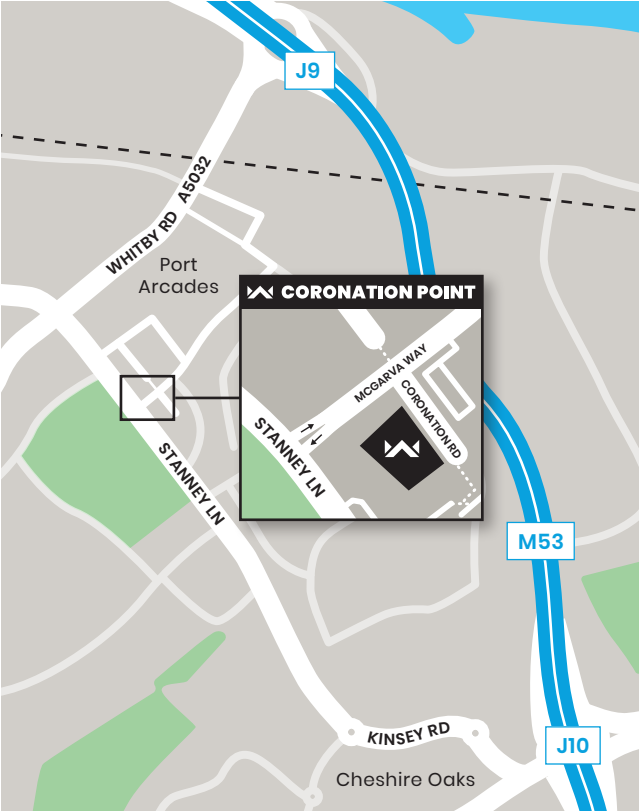 J9
WHITBY RD A5032
Port
Arcades
CORONATION POINT
MCGARVA WAY
CORONATION RD
STANNEY LN
STANNEY LN
M53
KINSEY RD
J10
Cheshire Oaks